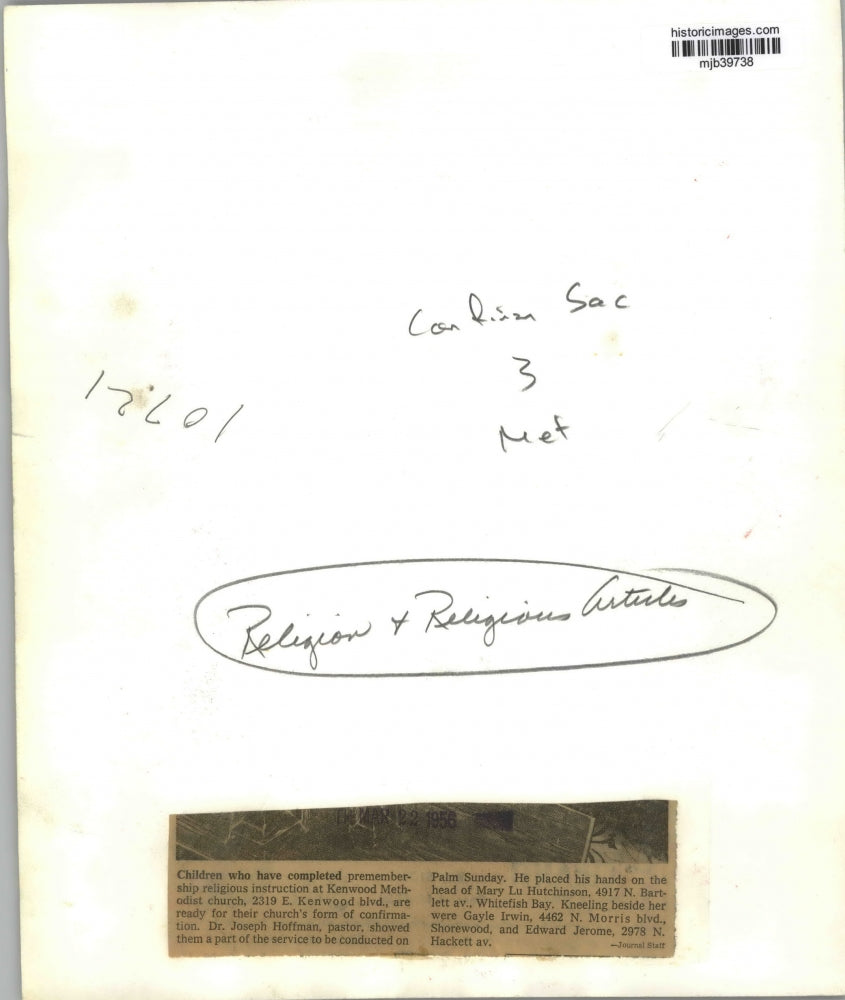 historicimages.com
mjb39738
Sac
3
Met
Religion + Religious Articles
MAR 22 1956
Children who have completed premember-
ship religious instruction at Kenwood Meth-
odist church, 2319 E. Kenwood blvd., are
ready for their church's form of confirma-
tion. Dr. Joseph Hoffman, pastor, showed
them a part of the service to be conducted on
Palm Sunday. He placed his hands on the
head of Mary Lu Hutchinson, 4917 N. Bart-
lett av., Whitefish Bay. Kneeling beside her
were Gayle Irwin, 4462 N. Morris blvd.,
Shorewood, and Edward Jerome, 2978 N.
Hackett av.
—Journal Staff